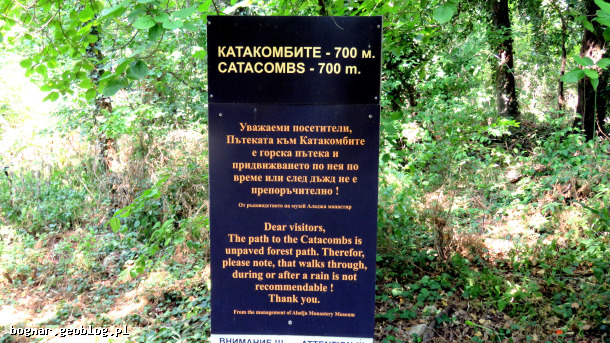 КАТАКОМБИТЕ - 700 м.
CATACOMBS - 700 m.
Уважаеми посетители,
Пътеката към Катакомбите
е горска пътека и
придвижването по нея по
време или след дъжд не е
препоръчително !
От ръководството на музей Аладжа манастир
Dear visitors,
The path to the Catacombs is
unpaved forest path. Therefor,
please note, that walks through,
during or after a rain is not
recommendable !
Thank you.
From the management of Aladja Monastery Museum
ВНИМАНИЕ !!! ATTENTION !!!
bognar.geoblog.pl